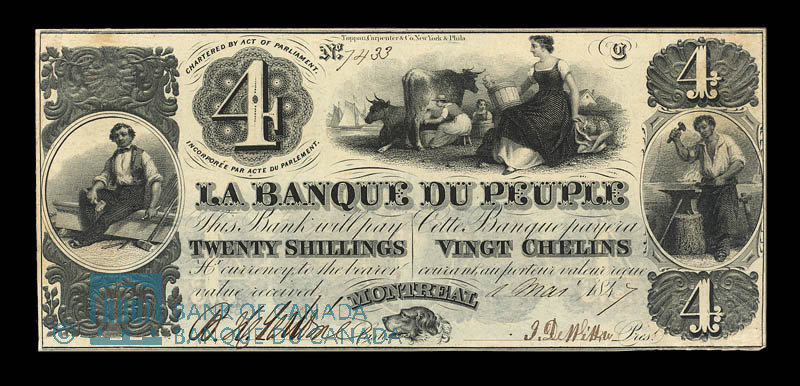 Toppan, Carpenter & Co. New York & Phila.
CHARTERED BY ACT OF PARLIAMENT.
No. 7433
C
4
4
INCORPORÉE PAR ACTE DU PARLEMENT.
LA BANQUE DU PEUPLE
This Bank will pay Cette Banque payera
TWENTY SHILLINGS VINGT CHELINS
Hx. currency, to the bearer courant, au porteur valeur reçue
value received, MONTREAL 1 Mai 1847
J. DeWitt Prest.
4
BANK OF CANADA
BANQUE DU CANADA